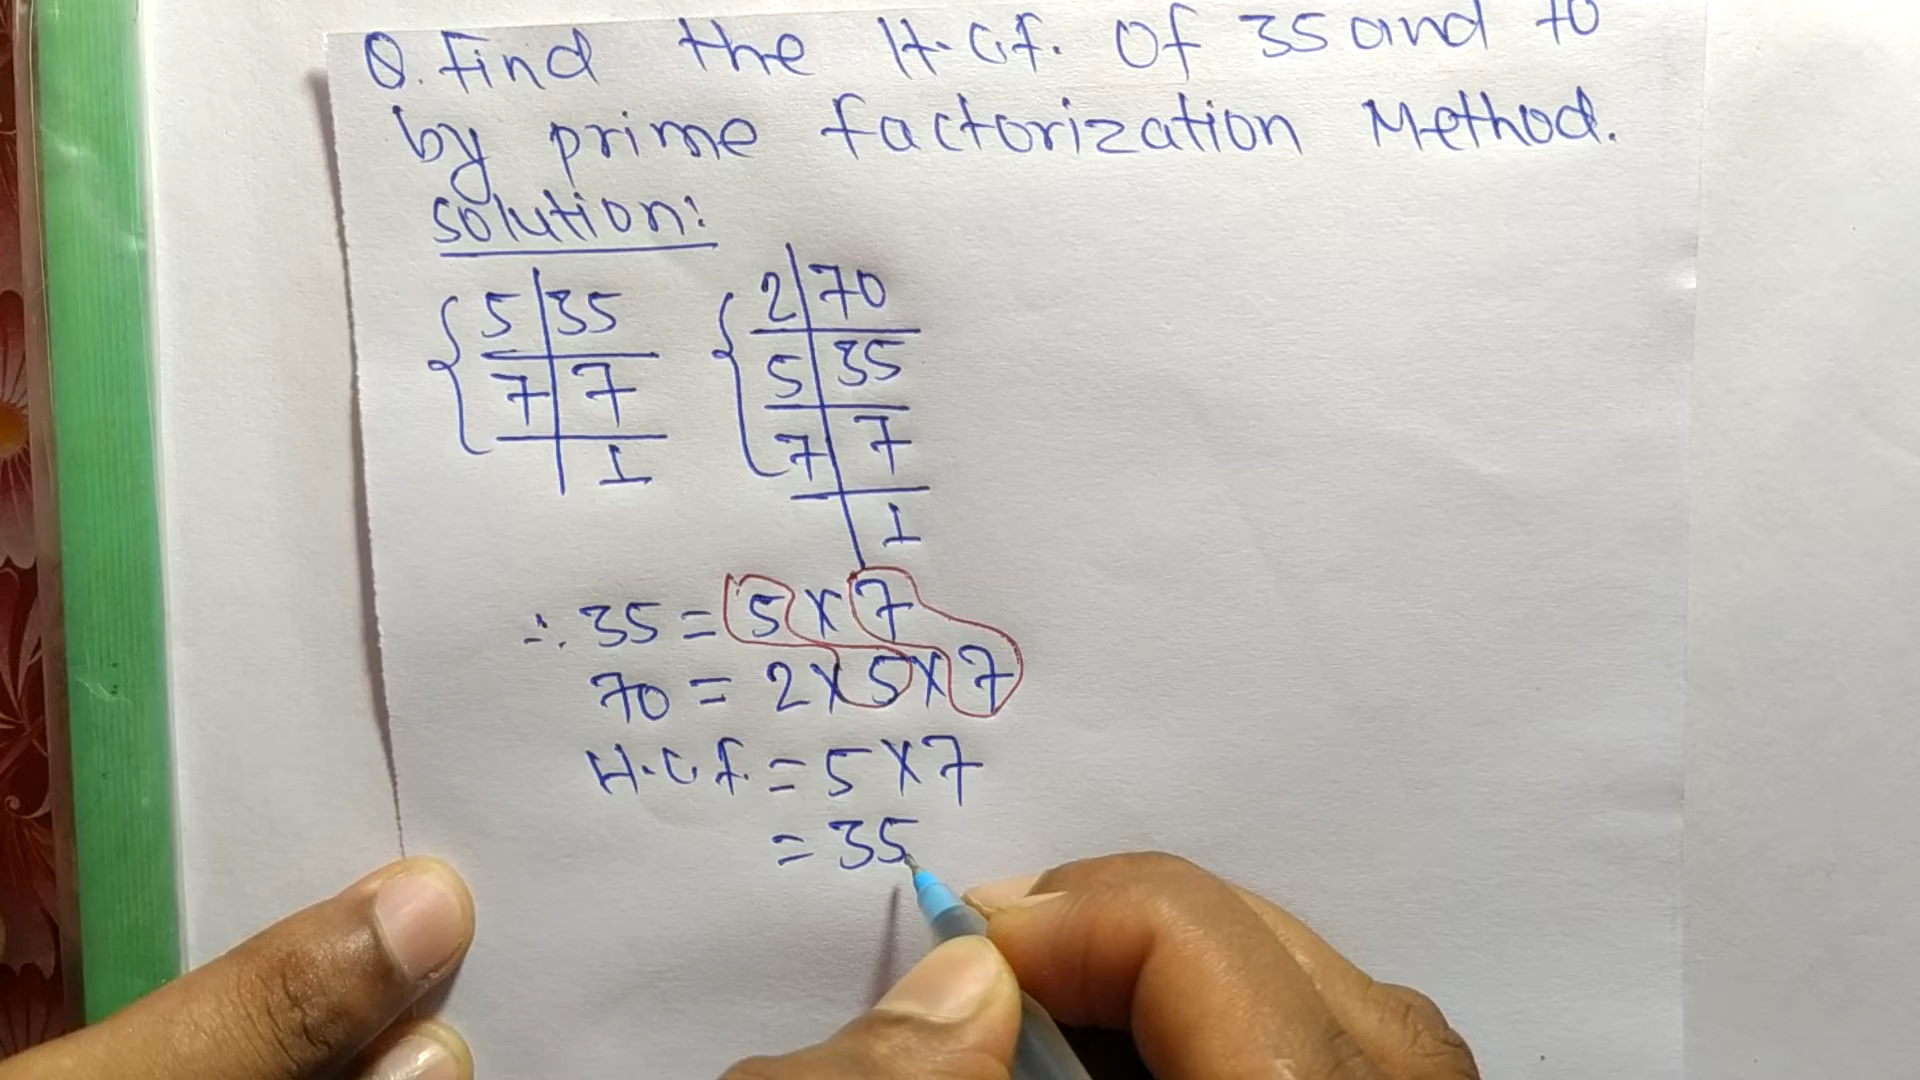 Q. Find the H.C.F. Of 35 and 70
by prime factorization Method.
solution:
5 | 35
7 | 7
1
2 | 70
5 | 35
7 | 7
1
∴ 35 = 5 × 7
70 = 2 × 5 × 7
H.C.F. = 5 × 7
= 35